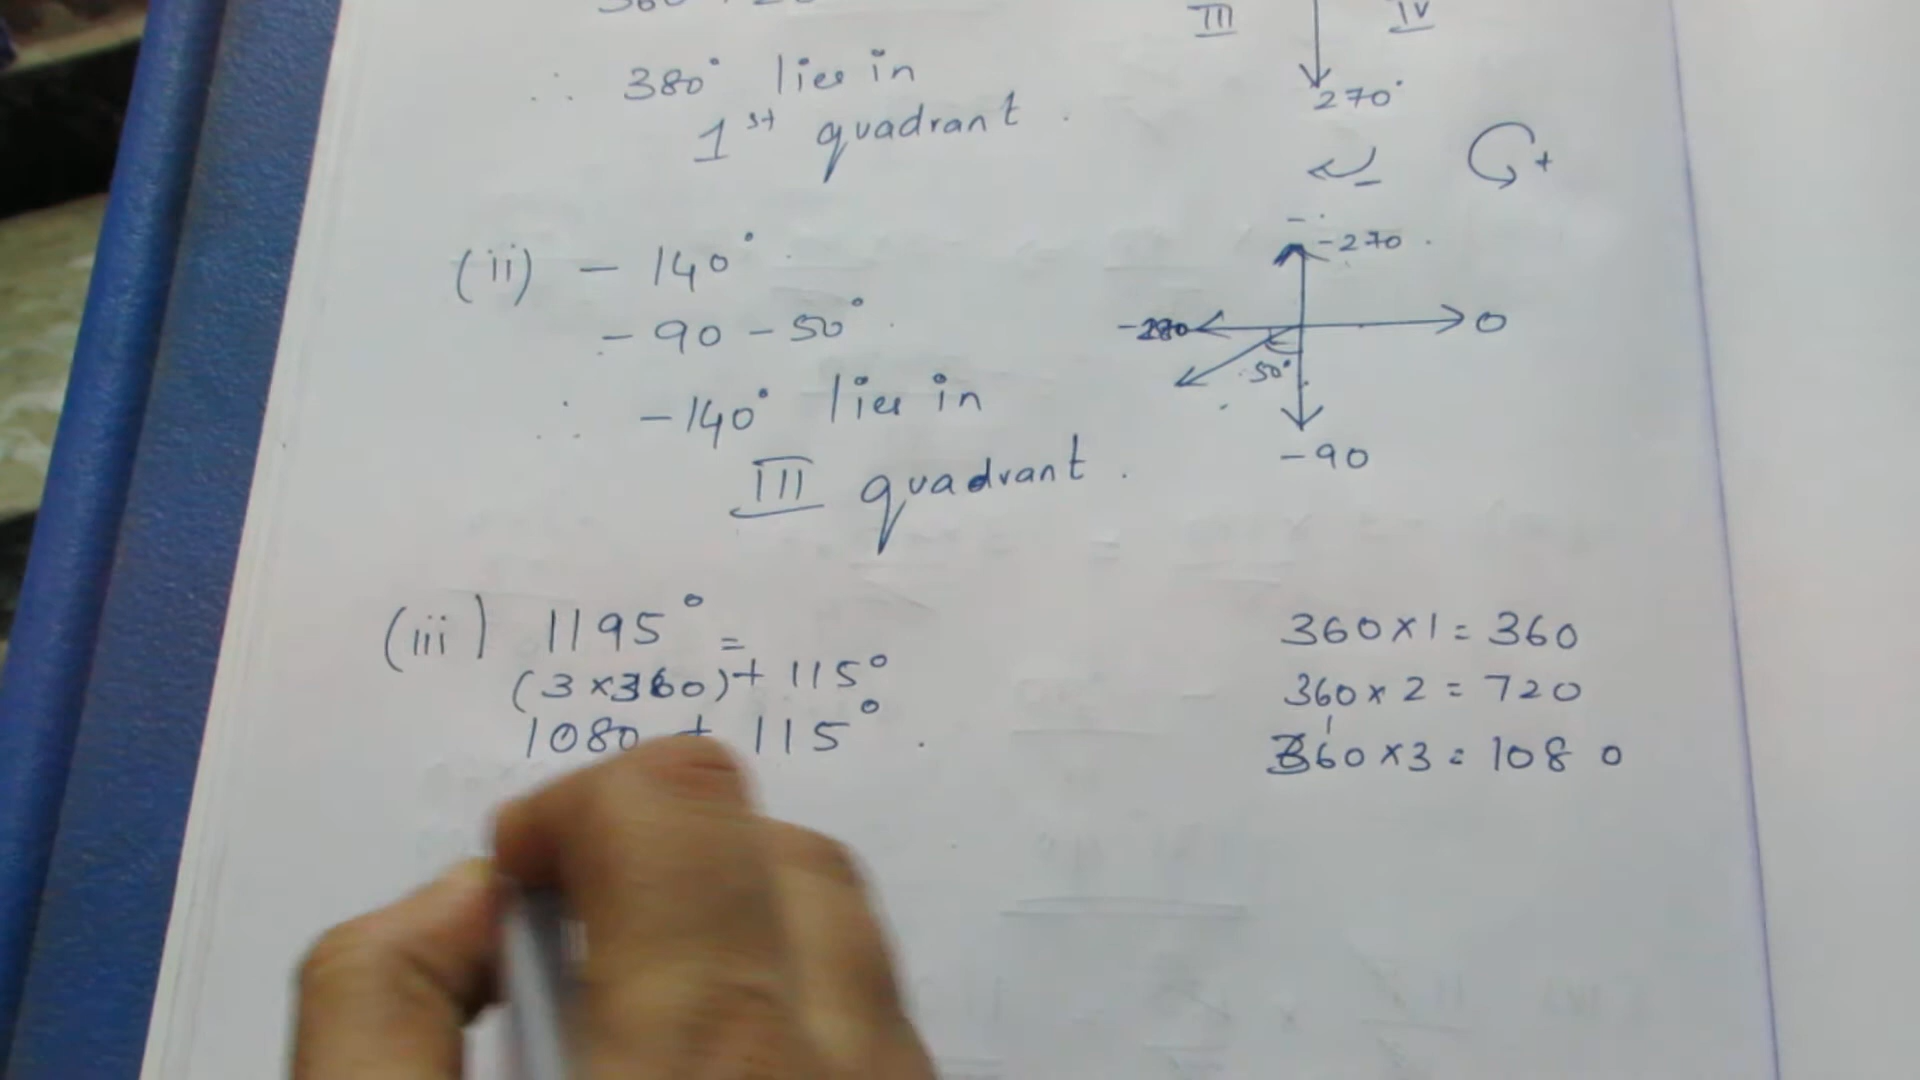 III IV
∴ 380° lies in
1st quadrant.
270°
+
(ii) - 140°
- 90 - 50°
∴ -140° lies in
III quadrant.
-270
0
50°
-90
(iii) 1195° =
(3 x 360) + 115°
1080 + 115°
360 x 1 = 360
360 x 2 = 720
360 x 3 = 1080